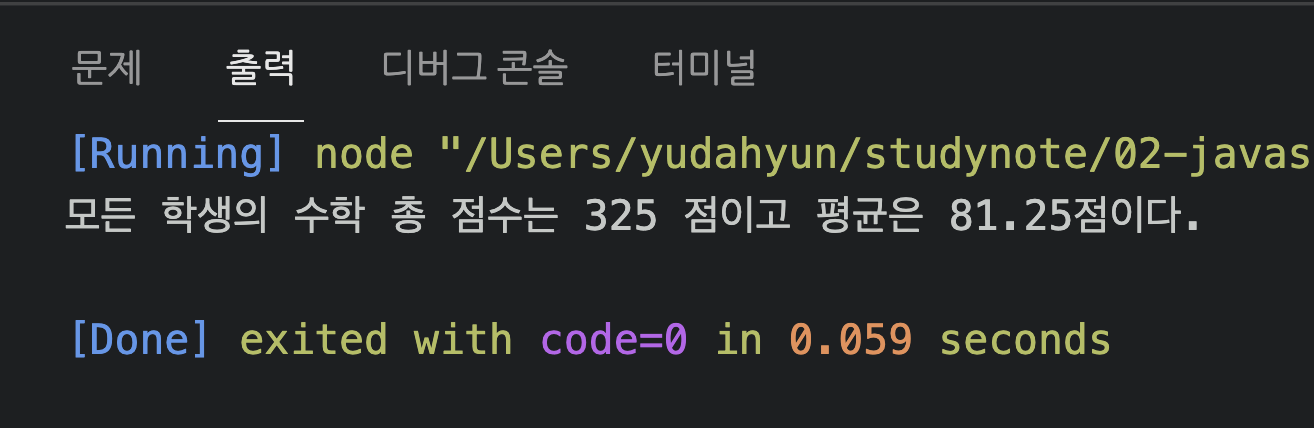 문제 출력 디버그 콘솔 터미널
[Running] node "/Users/yudahyun/studynote/02-javas
모든 학생의 수학 총 점수는 325 점이고 평균은 81.25점이다.
[Done] exited with code=0 in 0.059 seconds